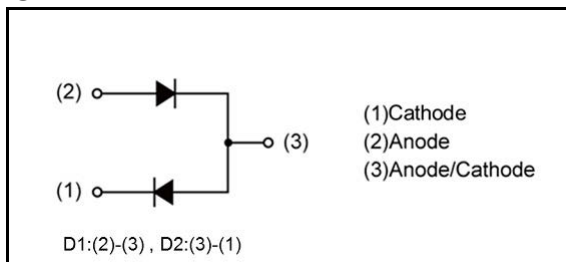 (2)
(3)
(1)
(1)Cathode
(2)Anode
(3)Anode/Cathode
D1:(2)-(3) , D2:(3)-(1)